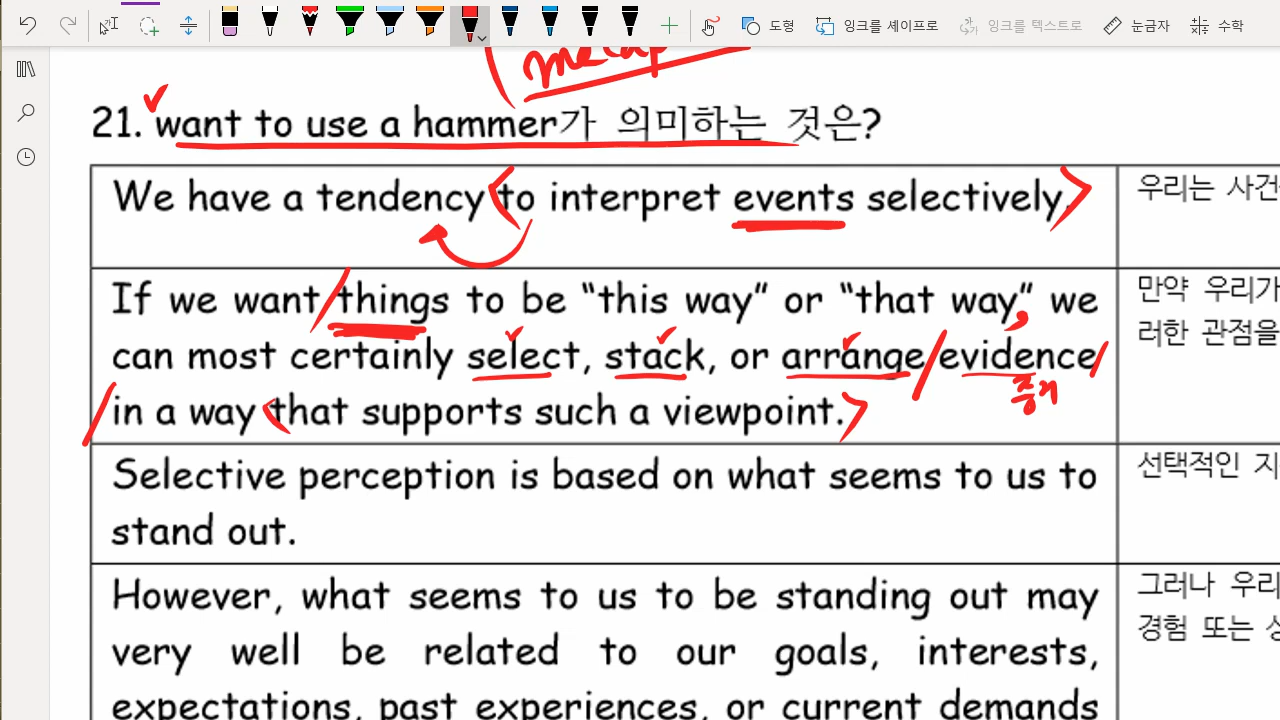 도형
잉크를 셰이프로
잉크를 텍스트로
눈금자
수학
21. want to use a hammer가 의미하는 것은?
We have a tendency to interpret events selectively.
우리는 사건
If we want things to be “this way” or “that way,” we
can most certainly select, stack, or arrange evidence
in a way that supports such a viewpoint.
증거
만약 우리가
러한 관점을
Selective perception is based on what seems to us to
stand out.
선택적인 지
However, what seems to us to be standing out may
very well be related to our goals, interests,
expectations, past experiences, or current demands
그러나 우리
경험 또는